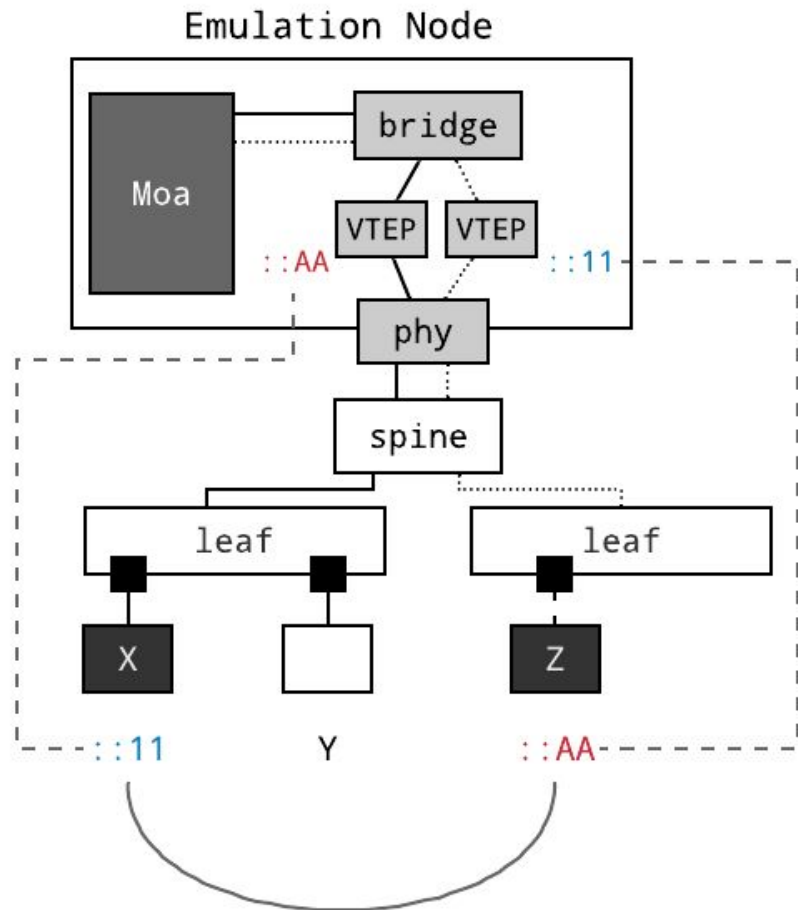 Emulation Node
bridge
Moa
VTEP VTEP
::AA ::11
phy
spine
leaf leaf
X Z
::11 Y ::AA